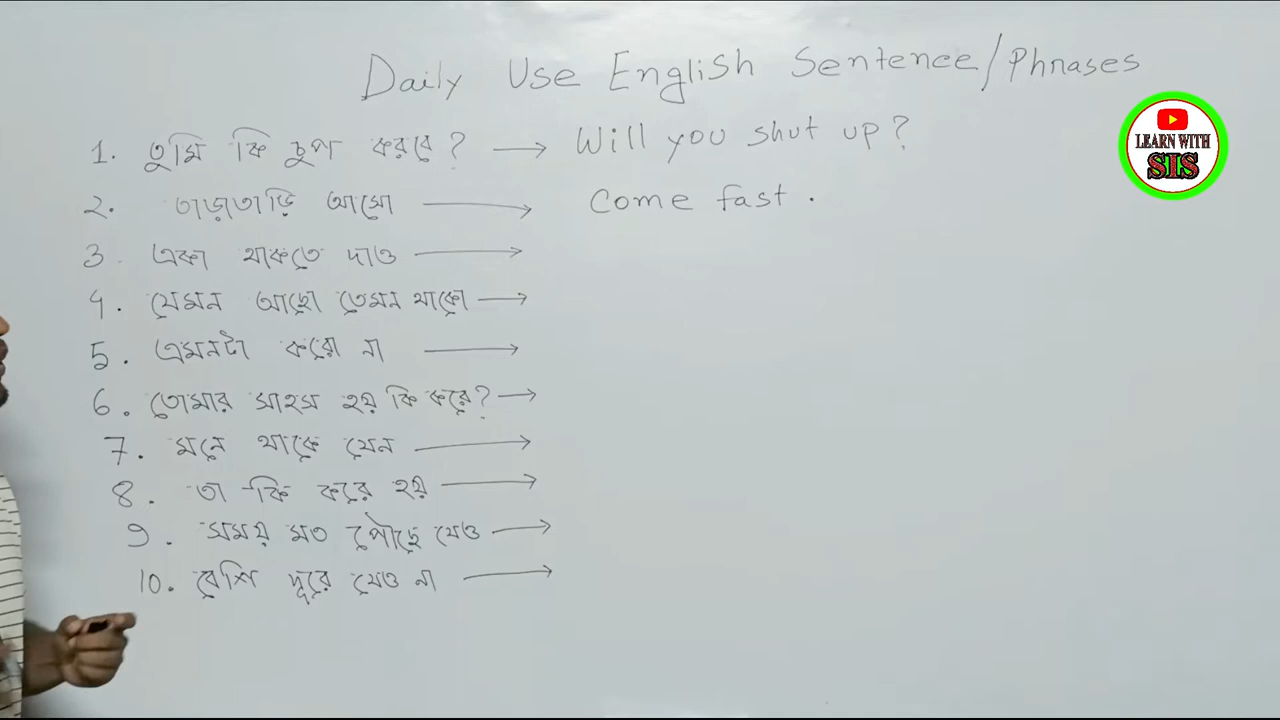 Daily Use English Sentence/Phrases
1. তুমি কি চুপ করবে? → Will you shut up?
২. তাড়াতাড়ি আসো → Come fast.
3. একা থাকতে দাও →
4. যেমন আছো তেমন থাকো →
5. এমনটা করো না →
6. তোমার সাহস হয় কি করে? →
7. মনে থাকে যেন →
8. তা কি করে হয় →
9. সময় মত পৌছে যেও →
10. বেশি দূরে যেও না →
LEARN WITH
SIS